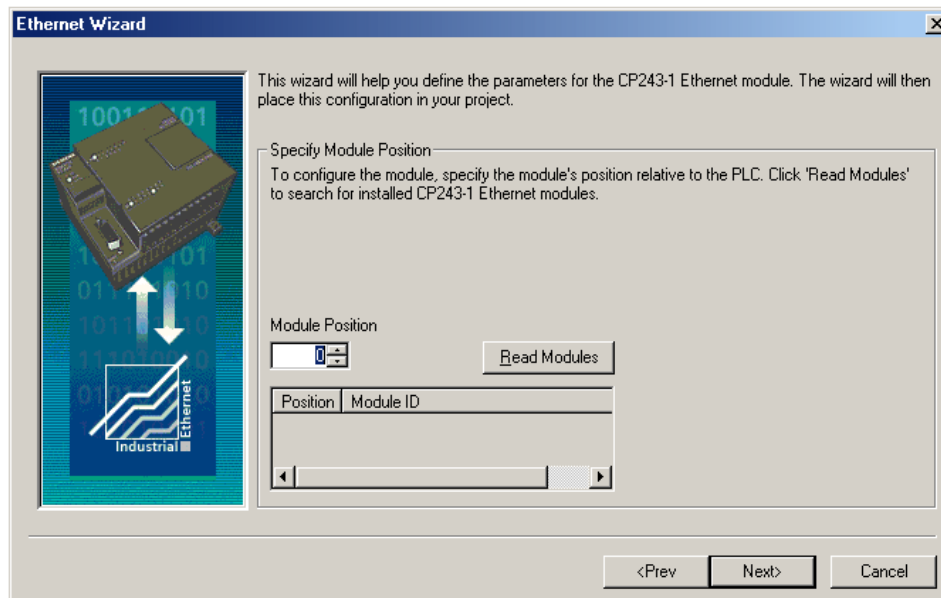 Ethernet Wizard
This wizard will help you define the parameters for the CP243-1 Ethernet module. The wizard will then
place this configuration in your project.
Specify Module Position
To configure the module, specify the module's position relative to the PLC. Click 'Read Modules'
to search for installed CP243-1 Ethernet modules.
Module Position
0
Read Modules
Position Module ID
Industrial
Ethernet
<Prev
Next>
Cancel